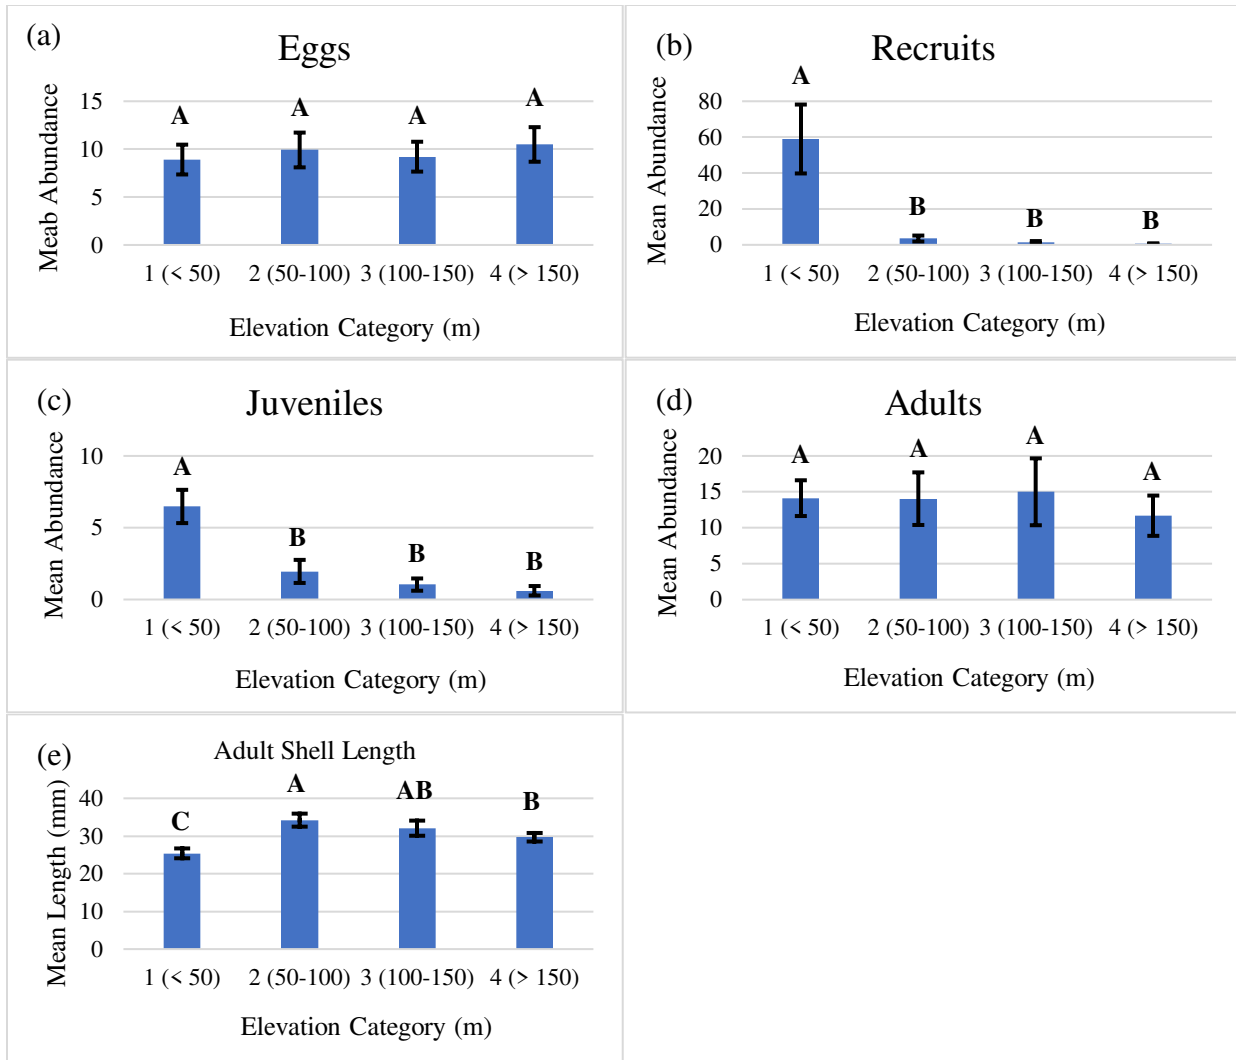 (a)
Eggs
Meab Abundance
15
10
5
0
A
A
A
A
1 (< 50)
2 (50-100)
3 (100-150)
4 (> 150)
Elevation Category (m)
(b)
Recruits
Mean Abundance
80
60
40
20
0
A
B
B
B
1 (< 50)
2 (50-100)
3 (100-150)
4 (> 150)
Elevation Category (m)
(c)
Juveniles
Mean Abundance
10
5
0
A
B
B
B
1 (< 50)
2 (50-100)
3 (100-150)
4 (> 150)
Elevation Category (m)
(d)
Adults
Mean Abundance
20
15
10
5
0
A
A
A
A
1 (< 50)
2 (50-100)
3 (100-150)
4 (> 150)
Elevation Category (m)
(e)
Adult Shell Length
Mean Length (mm)
40
30
20
10
0
C
A
AB
B
1 (< 50)
2 (50-100)
3 (100-150)
4 (> 150)
Elevation Category (m)